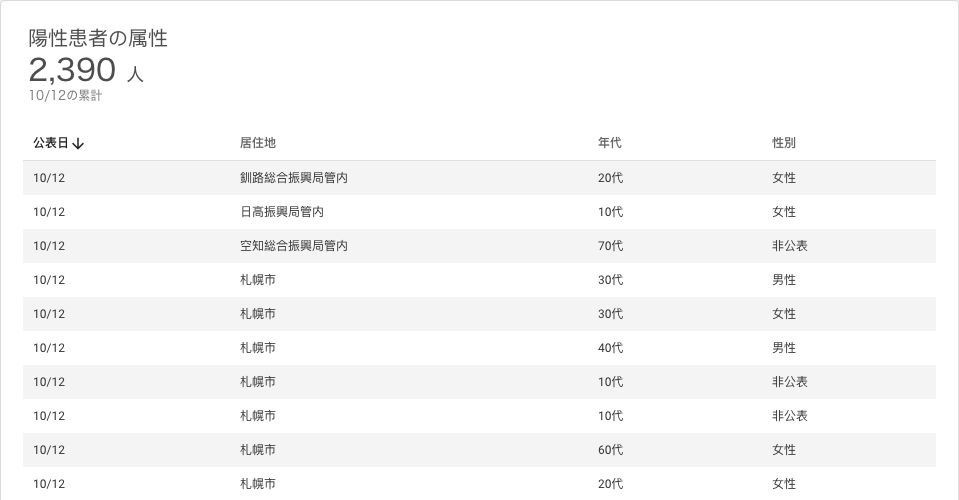 陽性患者の属性
2,390 人
10/12の累計
公表日 居住地 年代 性別
10/12 釧路総合振興局管内 20代 女性
10/12 日高振興局管内 10代 女性
10/12 空知総合振興局管内 70代 非公表
10/12 札幌市 30代 男性
10/12 札幌市 30代 女性
10/12 札幌市 40代 男性
10/12 札幌市 10代 非公表
10/12 札幌市 10代 非公表
10/12 札幌市 60代 女性
10/12 札幌市 20代 女性